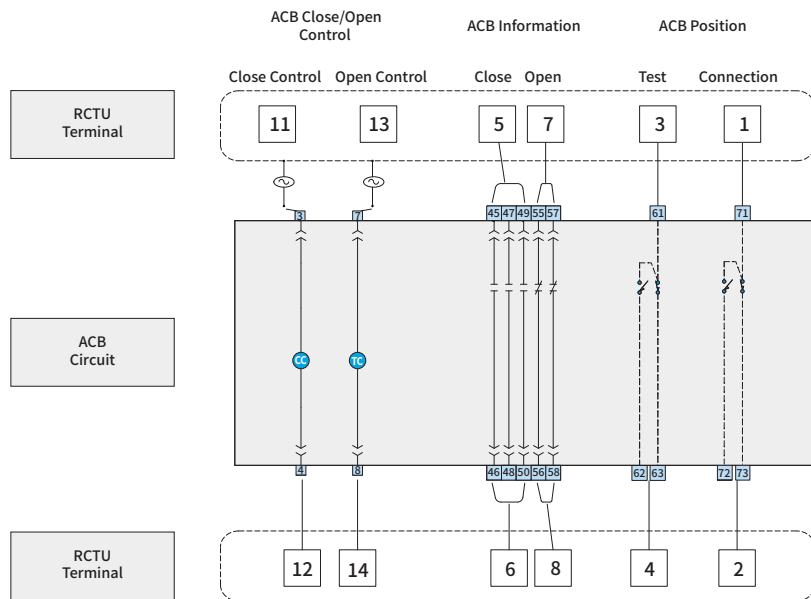 ACB Close/Open
Control
ACB Information
ACB Position
Close Control
Open Control
Close
Open
Test
Connection
RCTU
Terminal
11
13
5
7
3
1
3
7
45
47
49
55
57
61
71
ACB
Circuit
CC
TC
4
8
46
48
50
56
58
62
63
72
73
RCTU
Terminal
12
14
6
8
4
2